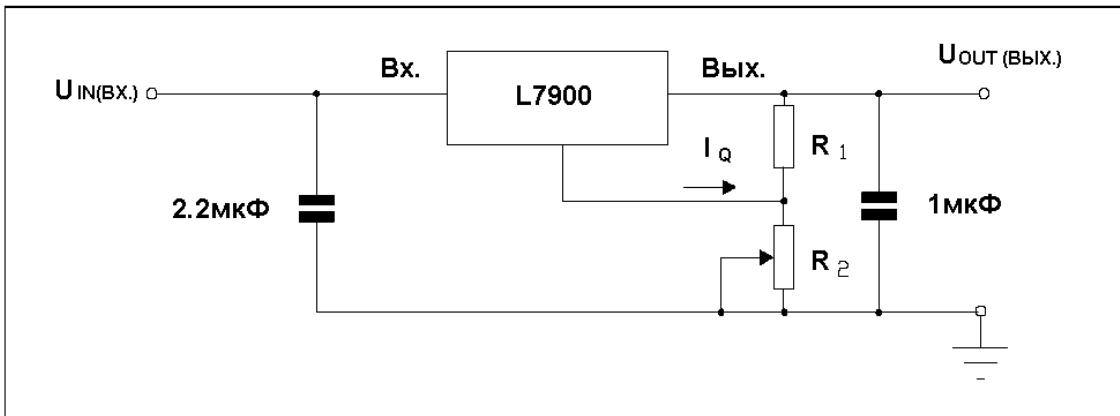 U IN(ВХ.)
Вх.
L7900
Вых.
U OUT (ВЫХ.)
I Q
R 1
2.2мкФ
1мкФ
R 2